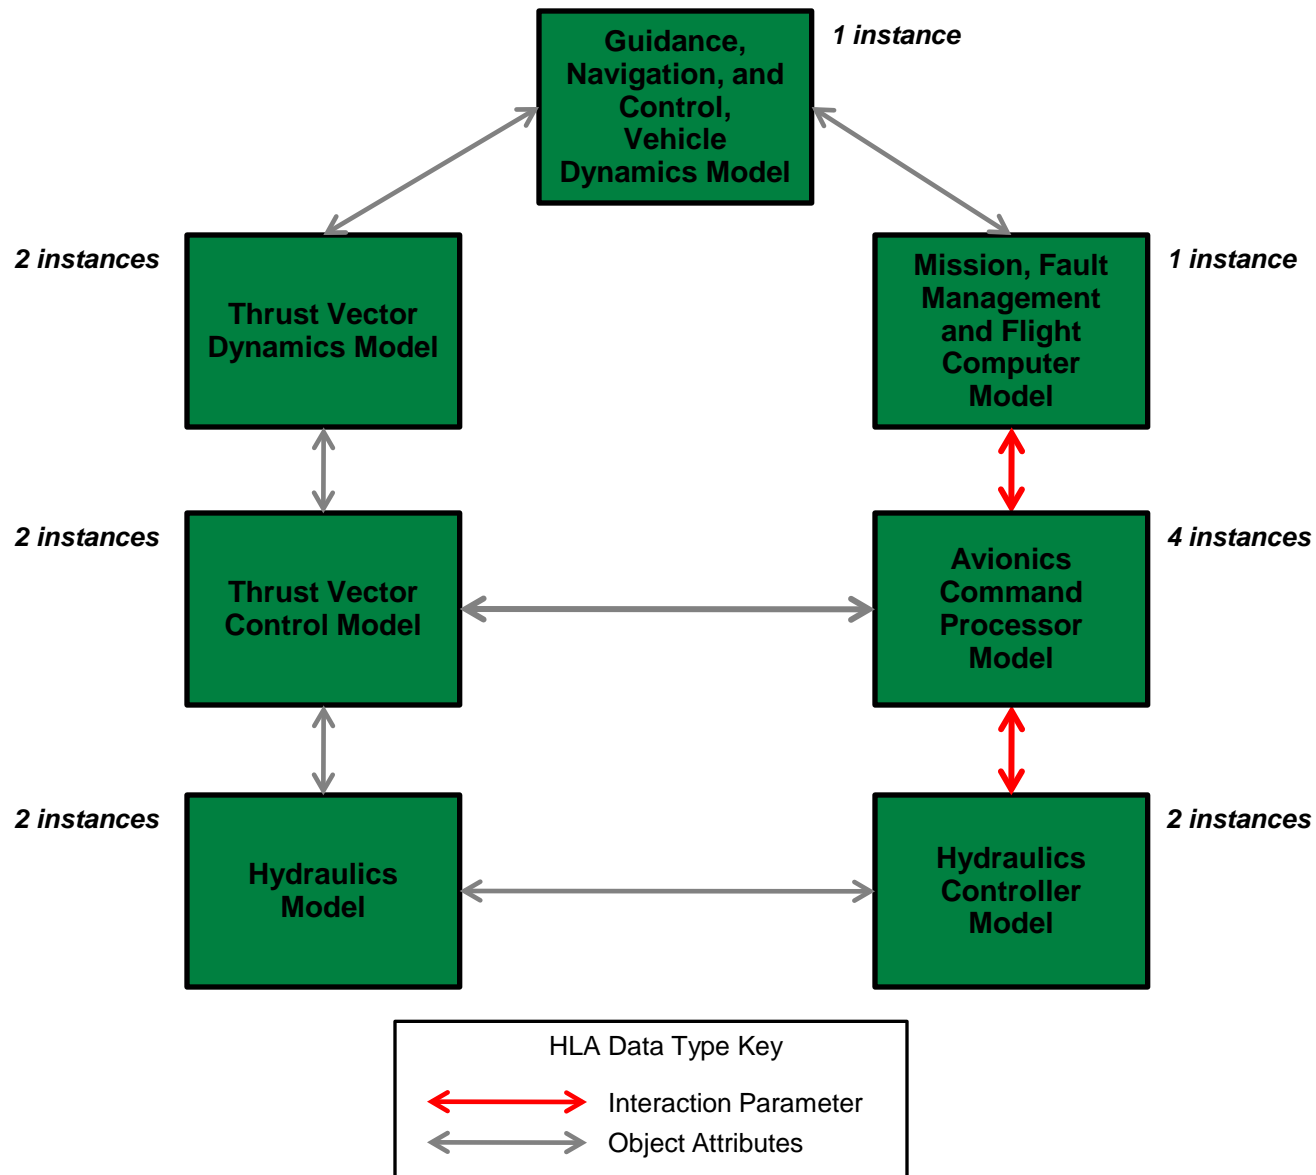 Guidance,
Navigation, and
Control,
Vehicle
Dynamics Model
1 instance
2 instances
Thrust Vector
Dynamics Model
Mission, Fault
Management
and Flight
Computer
Model
1 instance
2 instances
Thrust Vector
Control Model
Avionics
Command
Processor
Model
4 instances
2 instances
Hydraulics
Model
Hydraulics
Controller
Model
2 instances
HLA Data Type Key
Interaction Parameter
Object Attributes